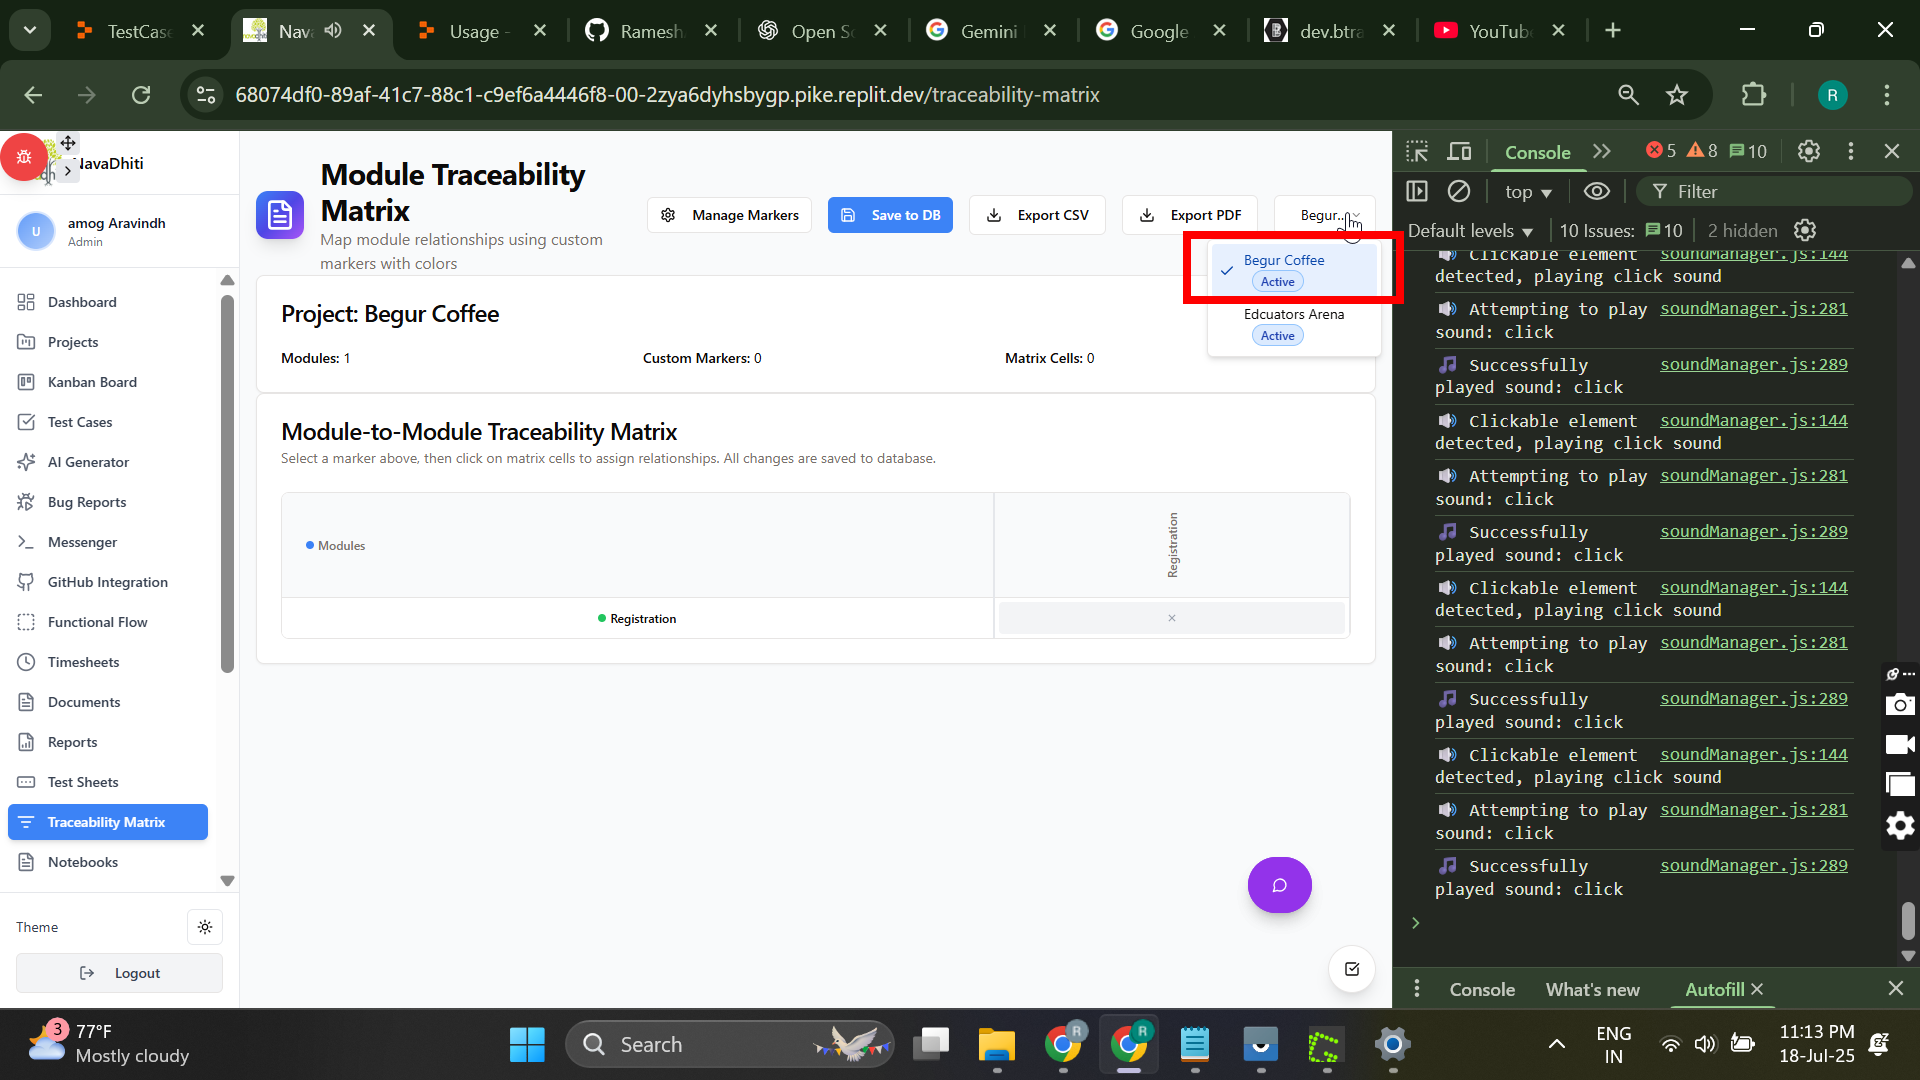 TestCase
Nava
Usage -
Ramesh
Open So
Gemini
Google
dev.btra
YouTube
68074df0-89af-41c7-88c1-c9ef6a4446f8-00-2zya6dyhsbygp.pike.replit.dev/traceability-matrix
R
NavaDhiti
U
amog Aravindh
Admin
Dashboard
Projects
Kanban Board
Test Cases
AI Generator
Bug Reports
Messenger
GitHub Integration
Functional Flow
Timesheets
Documents
Reports
Test Sheets
Traceability Matrix
Notebooks
Theme
Logout
Module Traceability
Matrix
Map module relationships using custom
markers with colors
Manage Markers
Save to DB
Export CSV
Export PDF
Begur...
Begur Coffee
Active
Edcuators Arena
Active
Project: Begur Coffee
Modules: 1
Custom Markers: 0
Matrix Cells: 0
Module-to-Module Traceability Matrix
Select a marker above, then click on matrix cells to assign relationships. All changes are saved to database.
Modules
Registration
Registration
×
Console
5
8
10
top
Filter
Default levels
10 Issues:
10
2 hidden
Clickable element soundManager.js:144
detected, playing click sound
Attempting to play soundManager.js:281
sound: click
Successfully soundManager.js:289
played sound: click
Clickable element soundManager.js:144
detected, playing click sound
Attempting to play soundManager.js:281
sound: click
Successfully soundManager.js:289
played sound: click
Clickable element soundManager.js:144
detected, playing click sound
Attempting to play soundManager.js:281
sound: click
Successfully soundManager.js:289
played sound: click
Clickable element soundManager.js:144
detected, playing click sound
Attempting to play soundManager.js:281
sound: click
Successfully soundManager.js:289
played sound: click
Console
What's new
Autofill
3
77°F
Mostly cloudy
Search
R
R
ENG
IN
11:13 PM
18-Jul-25